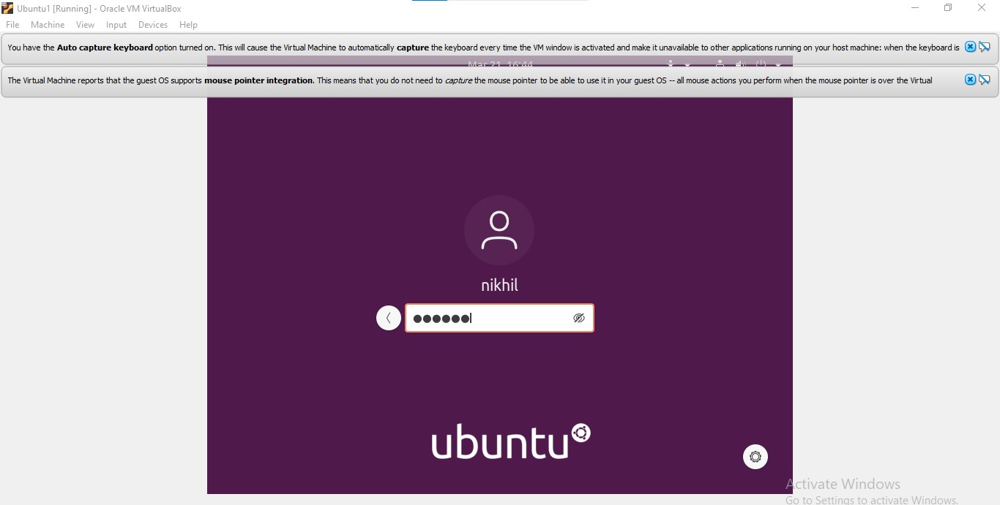 Ubuntu1 [Running] - Oracle VM VirtualBox
File Machine View Input Devices Help
You have the Auto capture keyboard option turned on. This will cause the Virtual Machine to automatically capture the keyboard every time the VM window is activated and make it unavailable to other applications running on your host machine: when the keyboard is
Mar 21 16:44
The Virtual Machine reports that the guest OS supports mouse pointer integration. This means that you do not need to capture the mouse pointer to be able to use it in your guest OS -- all mouse actions you perform when the mouse pointer is over the Virtual
nikhil
ubuntu
Activate Windows
Go to Settings to activate Windows.